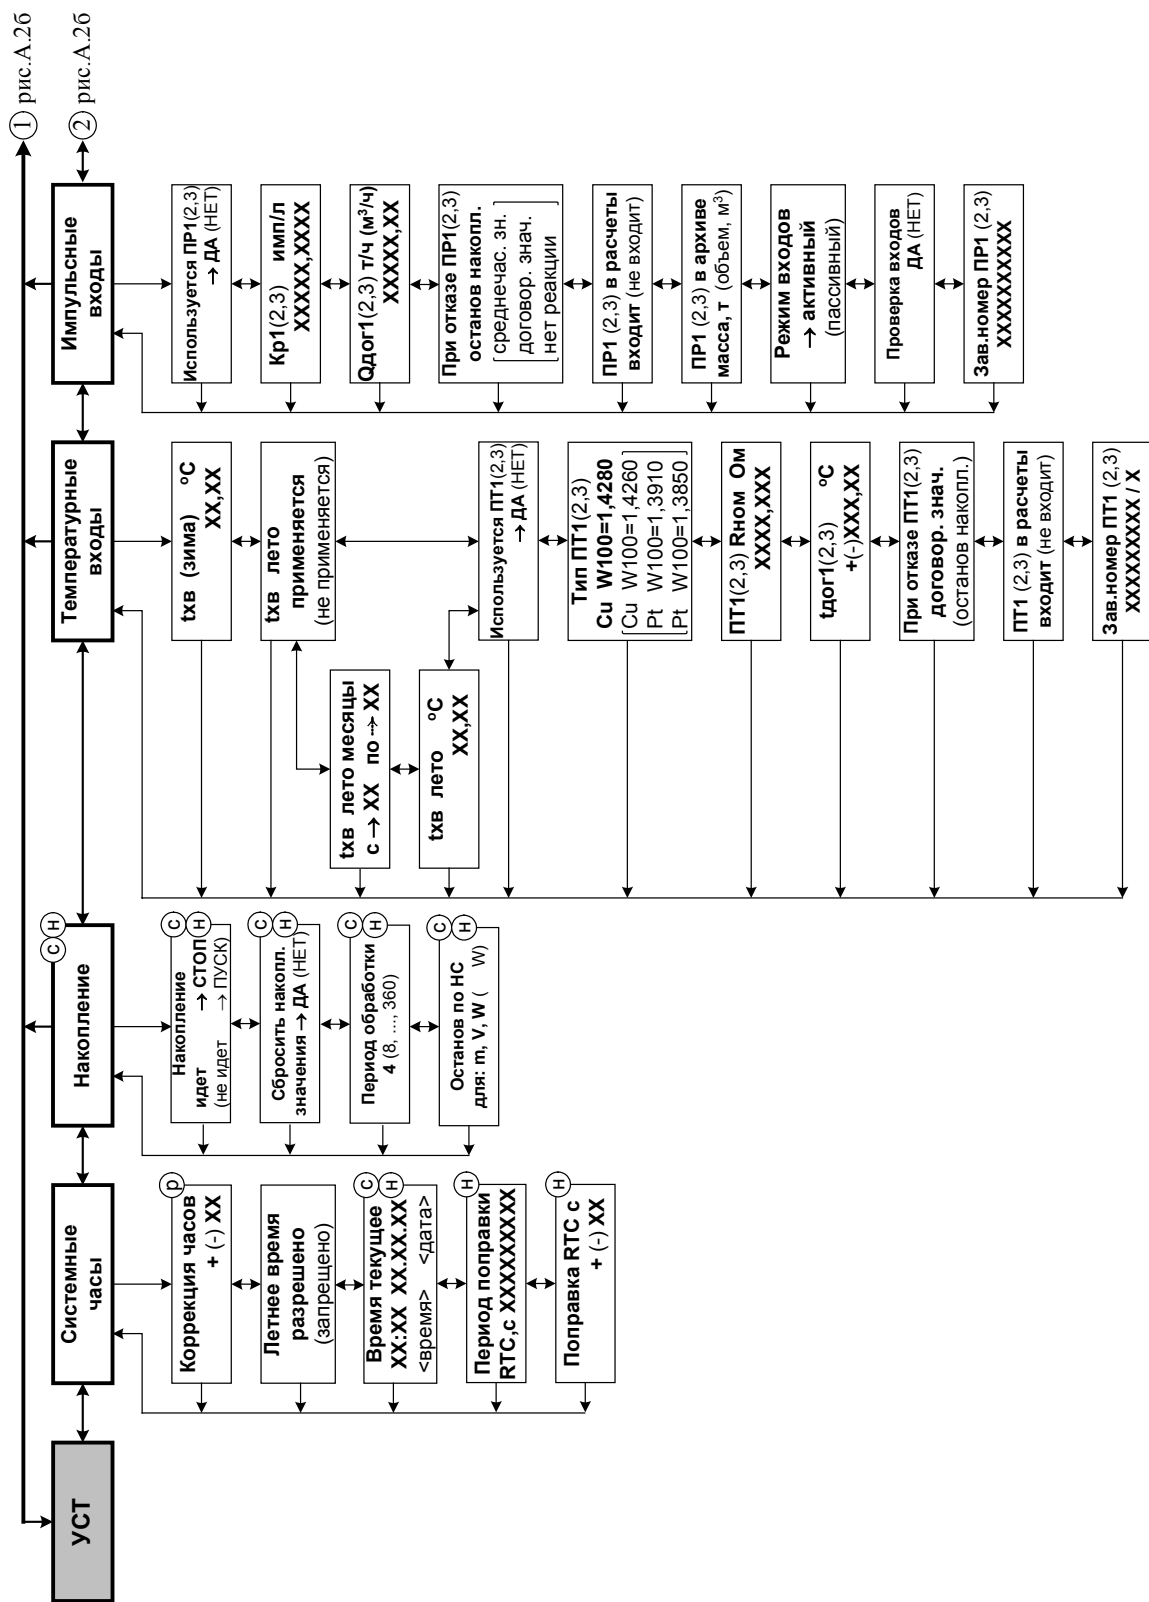 УСТ
Системные
часы
Коррекция часов
+ (-) XX
р
Летнее время
разрешено
(запрещено)
Время текущее
XX:XX XX.XX.XX
<время> <дата>
С
Н
Период поправки
RTC,с XXXXXXXX
Н
Поправка RTC с
+ (-) XX
Н
Накопление
С
Н
Накопление
идет → СТОП
(не идет → ПУСК)
С
Н
Сбросить накопл.
значения → ДА (НЕТ)
С
Н
Период обработки
4 (8, ..., 360)
С
Н
Останов по НС
для: m, V, W ( W)
С
Н
Температурные
входы
tхв (зима) ºC
XX,XX
tхв лето
применяется
(не применяется)
tхв лето месяцы
с → XX по → XX
tхв лето ºC
XX,XX
Используется ПТ1(2,3)
→ ДА (НЕТ)
Тип ПТ1(2,3)
Cu W100=1,4280
Cu W100=1,4260
Pt W100=1,3910
Pt W100=1,3850
ПТ1(2,3) Rном Ом
XXXX,XXX
tдог1(2,3) ºC
+(-)XXX,XX
При отказе ПТ1(2,3)
договор. знач.
(останов накопл.)
ПТ1 (2,3) в расчеты
входит (не входит)
Зав.номер ПТ1 (2,3)
XXXXXXXXX / X
Импульсные
входы
Используется ПР1(2,3)
→ ДА (НЕТ)
Кр1(2,3) имп/л
XXXXX,XXXX
Qдог1(2,3) т/ч (м³/ч)
XXXXX,XX
При отказе ПР1(2,3)
останов накопл.
среднечас. зн.
договор. знач.
нет реакции
ПР1 (2,3) в расчеты
входит (не входит)
ПР1 (2,3) в архиве
масса, т (объем, м³)
Режим входов
→ активный
(пассивный)
Проверка входов
ДА (НЕТ)
Зав.номер ПР1 (2,3)
XXXXXXXXXX
1 рис.А.2б
2 рис.А.2б